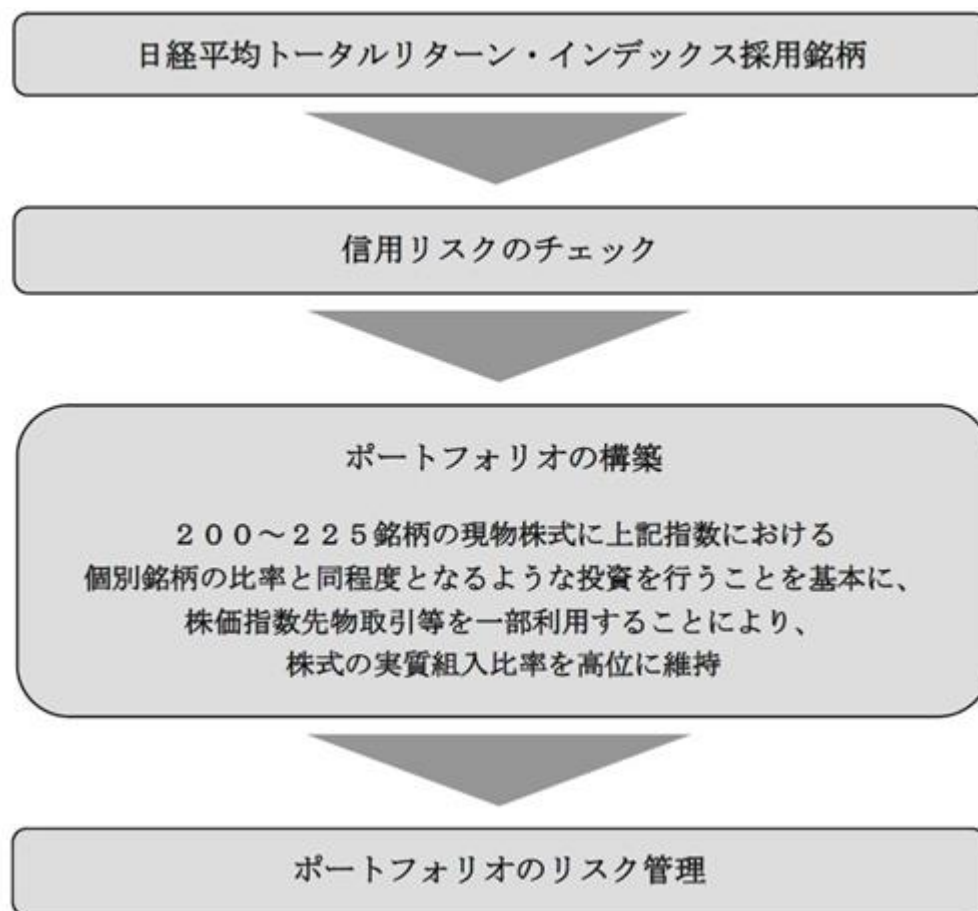 日経平均トータルリターン・インデックス採用銘柄
信用リスクのチェック
ポートフォリオの構築
２００～２２５銘柄の現物株式に上記指数における
個別銘柄の比率と同程度となるような投資を行うことを基本に、
株価指数先物取引等を一部利用することにより、
株式の実質組入比率を高位に維持
ポートフォリオのリスク管理